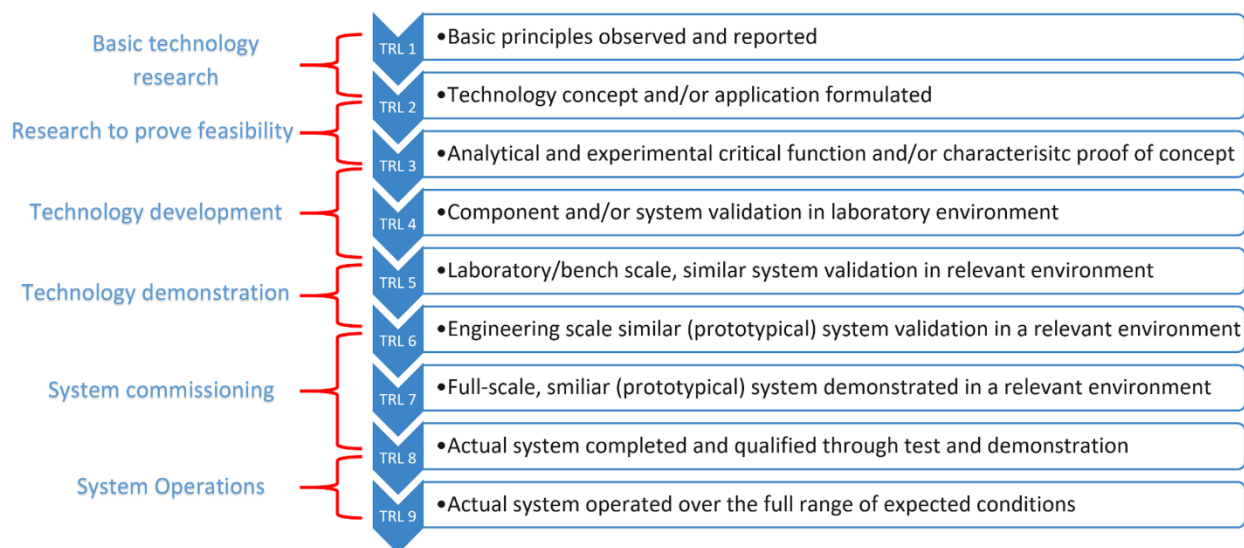 Basic technology
research
Research to prove feasibility
Technology development
Technology demonstration
System commissioning
System Operations
TRL 1
•Basic principles observed and reported
TRL 2
•Technology concept and/or application formulated
TRL 3
•Analytical and experimental critical function and/or characterisitc proof of concept
TRL 4
•Component and/or system validation in laboratory environment
TRL 5
•Laboratory/bench scale, similar system validation in relevant environment
TRL 6
•Engineering scale similar (prototypical) system validation in a relevant environment
TRL 7
•Full-scale, smiliar (prototypical) system demonstrated in a relevant environment
TRL 8
•Actual system completed and qualified through test and demonstration
TRL 9
•Actual system operated over the full range of expected conditions